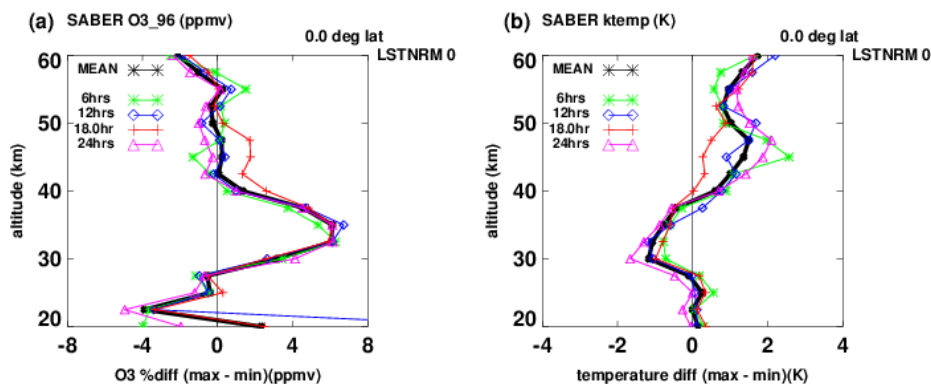 (a) SABER O3_96 (ppmv)
0.0 deg lat
LSTNRM 0
MEAN
6hrs
12hrs
18.0hr
24hrs
60
50
40
30
20
altitude (km)
-8 -4 0 4 8
O3 %diff (max - min)(ppmv)
(b) SABER ktemp (K)
0.0 deg lat
LSTNRM 0
MEAN
6hrs
12hrs
18.0hr
24hrs
60
50
40
30
20
altitude (km)
-4 -2 0 2 4
temperature diff (max - min)(K)